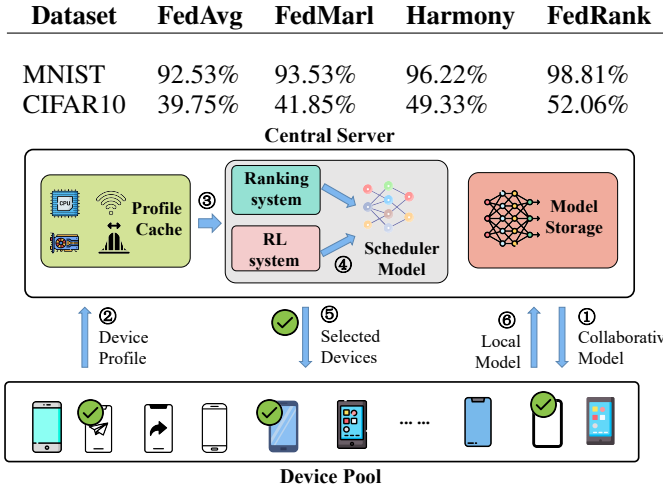 Dataset FedAvg FedMarl Harmony FedRank
MNIST 92.53% 93.53% 96.22% 98.81%
CIFAR10 39.75% 41.85% 49.33% 52.06%
Central Server
CPU
Profile
Cache
③
Ranking
system
RL
system
④
Scheduler
Model
Model
Storage
②
Device
Profile
⑤
Selected
Devices
⑥
Local
Model
①
Collaborativ
Model
... ...
Device Pool